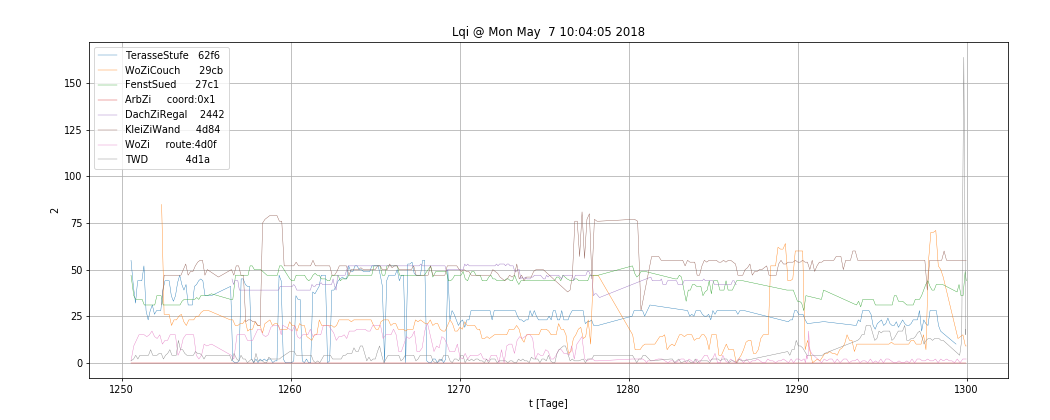 Lqi @ Mon May  7 10:04:05 2018
TerasseStufe   62f6
WoZiCouch   29cb
FenstSued   27c1
ArbZi   coord:0x1
DachZiRegal   2442
KleiZiWand   4d84
WoZi   route:4d0f
TWD   4d1a
150
125
100
75
50
25
0
2
1250 1260 1270 1280 1290 1300
t [Tage]